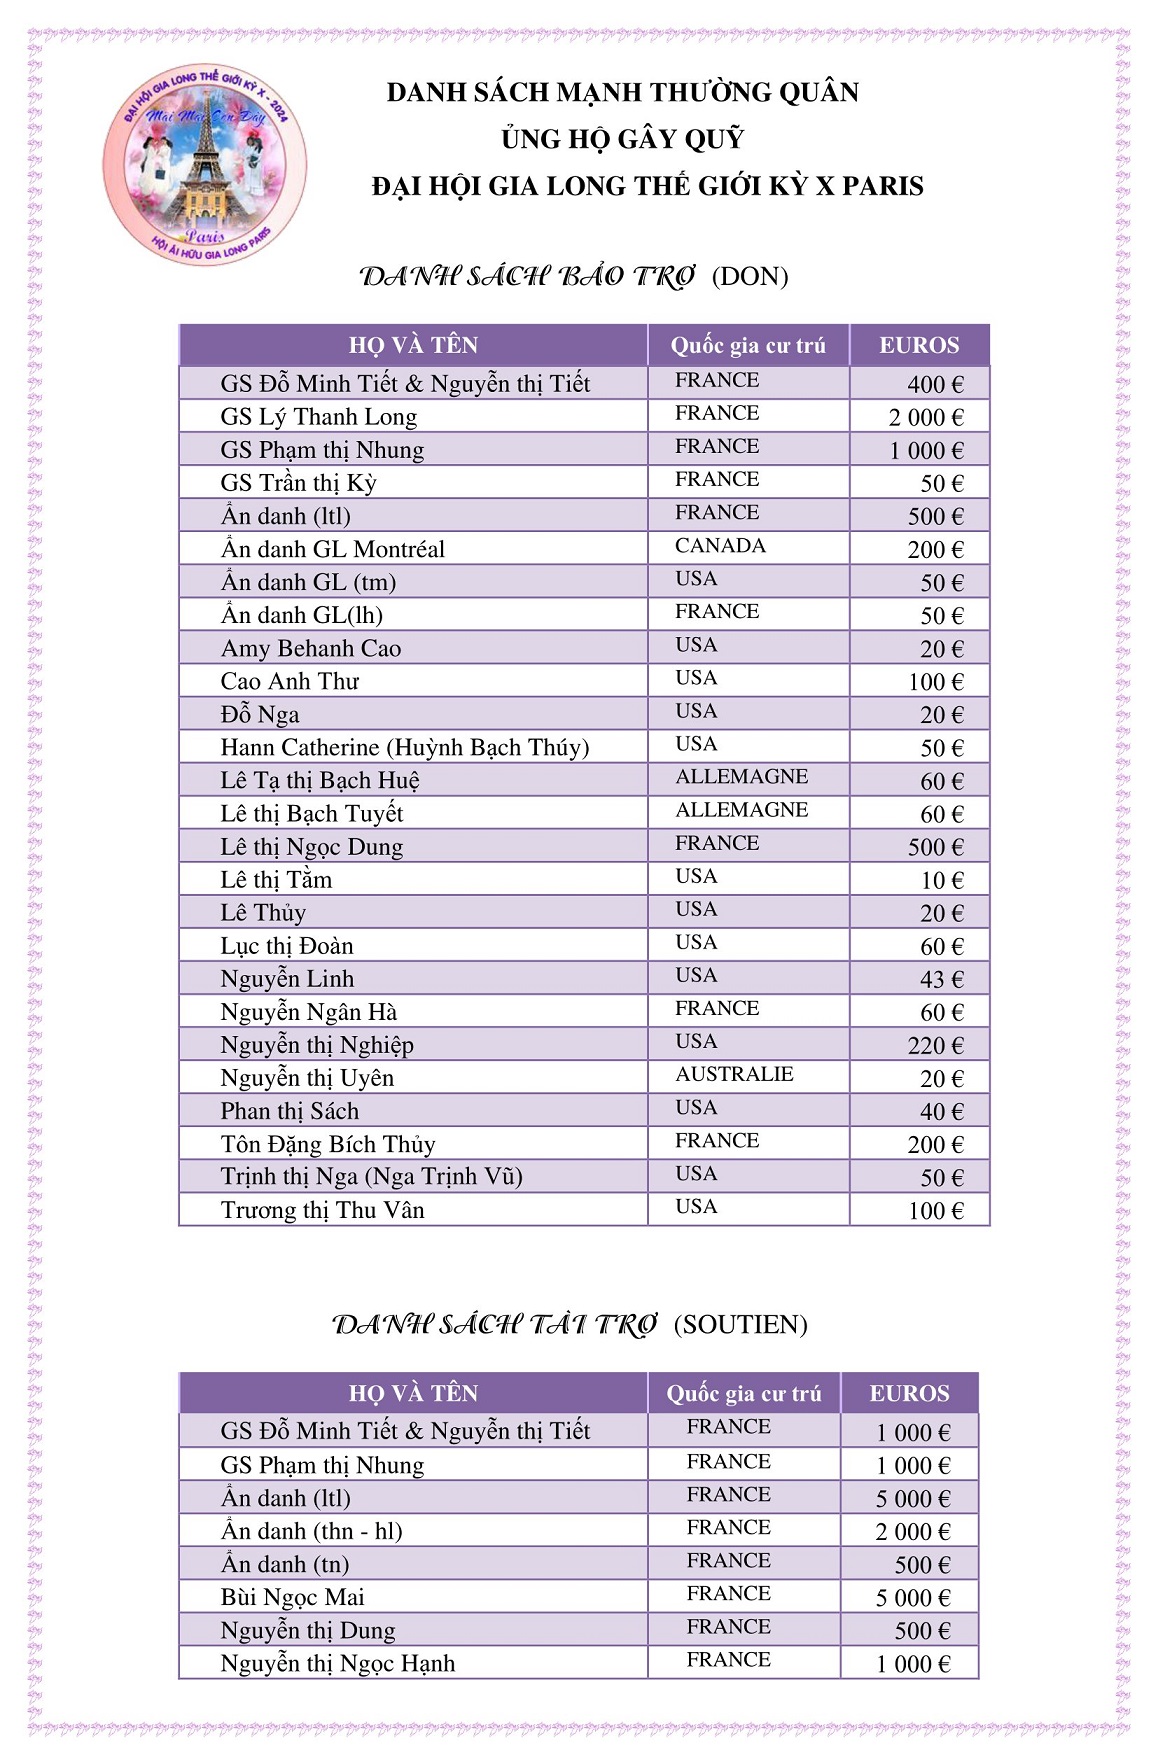 ĐẠI HỘI GIA LONG THẾ GIỚI KỲ X - 2024
Mãi Mãi Còn Đây
Paris
HỘI ÁI HỮU GIA LONG PARIS
DANH SÁCH MẠNH THƯỜNG QUÂN
ỦNG HỘ GÂY QUỸ
ĐẠI HỘI GIA LONG THẾ GIỚI KỲ X PARIS
DANH SÁCH BẢO TRỢ (DON)
HỌ VÀ TÊN Quốc gia cư trú EUROS
GS Đỗ Minh Tiết & Nguyễn thị Tiết FRANCE 400 €
GS Lý Thanh Long FRANCE 2 000 €
GS Phạm thị Nhung FRANCE 1 000 €
GS Trần thị Kỳ FRANCE 50 €
Ẩn danh (ltl) FRANCE 500 €
Ẩn danh GL Montréal CANADA 200 €
Ẩn danh GL (tm) USA 50 €
Ẩn danh GL(lh) FRANCE 50 €
Amy Behanh Cao USA 20 €
Cao Anh Thư USA 100 €
Đỗ Nga USA 20 €
Hann Catherine (Huỳnh Bạch Thúy) USA 50 €
Lê Tạ thị Bạch Huệ ALLEMAGNE 60 €
Lê thị Bạch Tuyết ALLEMAGNE 60 €
Lê thị Ngọc Dung FRANCE 500 €
Lê thị Tằm USA 10 €
Lê Thủy USA 20 €
Lục thị Đoàn USA 60 €
Nguyễn Linh USA 43 €
Nguyễn Ngân Hà FRANCE 60 €
Nguyễn thị Nghiệp USA 220 €
Nguyễn thị Uyên AUSTRALIE 20 €
Phan thị Sách USA 40 €
Tôn Đặng Bích Thủy FRANCE 200 €
Trịnh thị Nga (Nga Trịnh Vũ) USA 50 €
Trương thị Thu Vân USA 100 €
DANH SÁCH TÀI TRỢ (SOUTIEN)
HỌ VÀ TÊN Quốc gia cư trú EUROS
GS Đỗ Minh Tiết & Nguyễn thị Tiết FRANCE 1 000 €
GS Phạm thị Nhung FRANCE 1 000 €
Ẩn danh (ltl) FRANCE 5 000 €
Ẩn danh (thn - hl) FRANCE 2 000 €
Ẩn danh (tn) FRANCE 500 €
Bùi Ngọc Mai FRANCE 5 000 €
Nguyễn thị Dung FRANCE 500 €
Nguyễn thị Ngọc Hạnh FRANCE 1 000 €